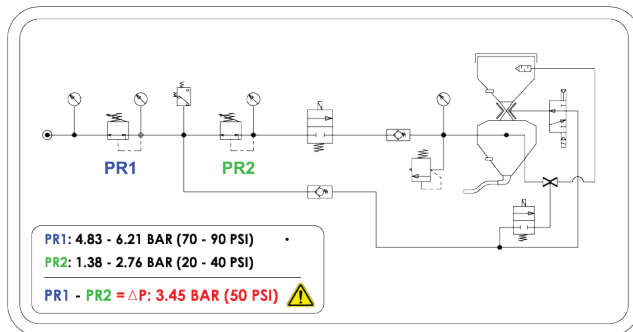 PR1 PR2
PR1: 4.83 - 6.21 BAR (70 - 90 PSI)
PR2: 1.38 - 2.76 BAR (20 - 40 PSI)
PR1 - PR2 = △P: 3.45 BAR (50 PSI)